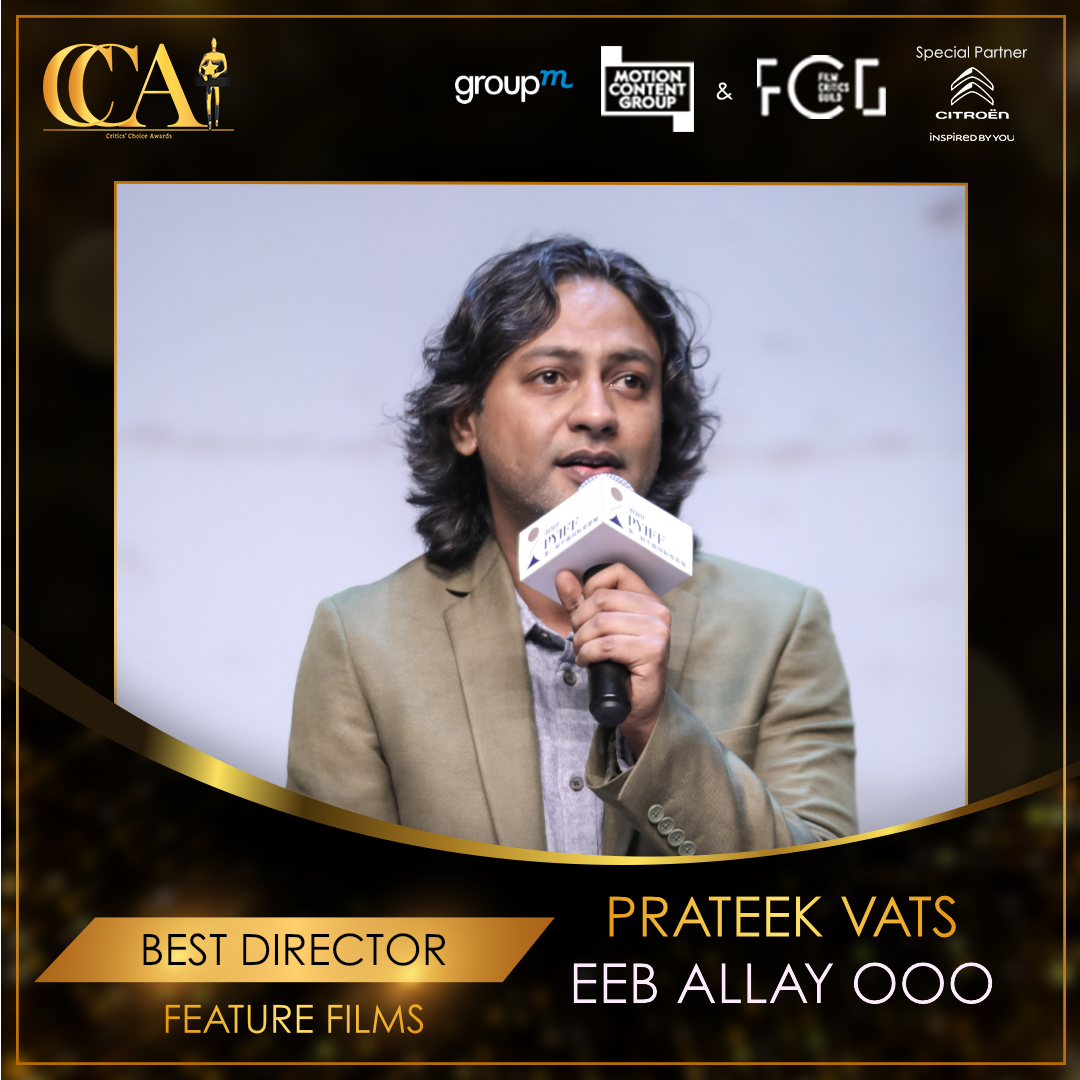 CCA
Critics' Choice Awards
groupm
MOTION
CONTENT
GROUP
&
FCG
FILM
CRITICS
GUILD
Special Partner
CITROËN
INSPIRED BY YOU
PYIFF
PYIFF
BEST DIRECTOR
FEATURE FILMS
PRATEEK VATS
EEB ALLAY OOO